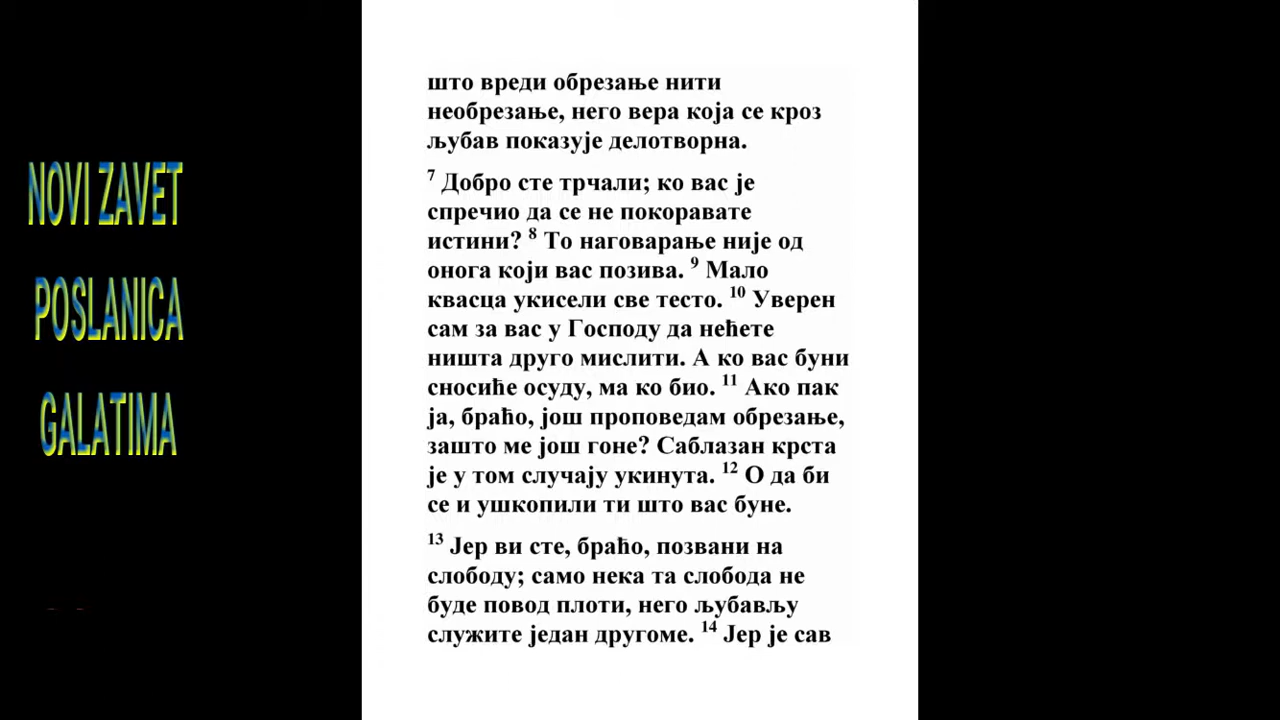 NOVI ZAVET
POSLANICA
GALATIMA
што вреди обрезање нити
необрезање, него вера која се кроз
љубав показује делотворна.
7 Добро сте трчали; ко вас је
спречио да се не покоравате
истини? 8 То наговарање није од
онога који вас позива. 9 Мало
квасца укисели све тесто. 10 Уверен
сам за вас у Господу да нећете
ништа друго мислити. А ко вас буни
сносиће осуду, ма ко био. 11 Ако пак
ја, браћо, још проповедам обрезање,
зашто ме још гоне? Саблазан крста
је у том случају укинута. 12 О да би
се и ушкопили ти што вас буне.
13 Јер ви сте, браћо, позвани на
слободу; само нека та слобода не
буде повод плоти, него љубављу
служите један другоме. 14 Јер је сав